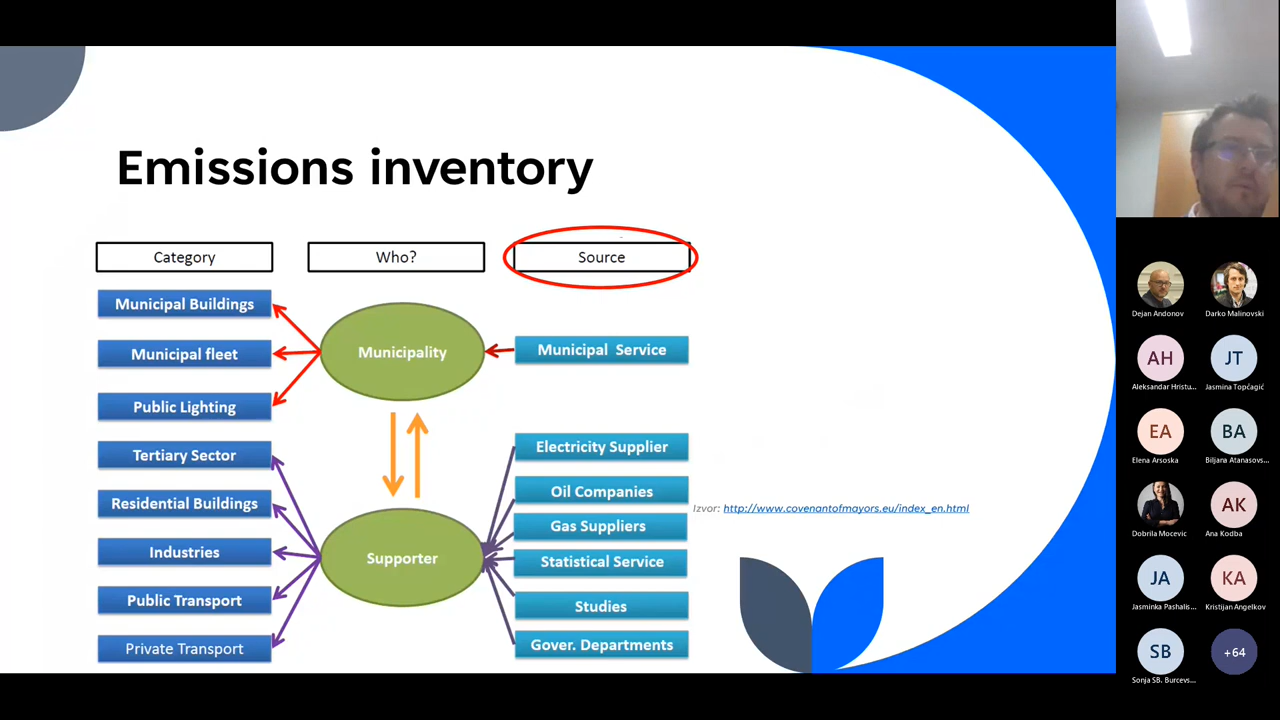 Emissions inventory
Category
Who?
Source
Municipal Buildings
Municipal fleet
Public Lighting
Tertiary Sector
Residential Buildings
Industries
Public Transport
Private Transport
Municipality
Supporter
Municipal Service
Electricity Supplier
Oil Companies
Gas Suppliers
Statistical Service
Studies
Gover. Departments
Izvor: http://www.covenantofmayors.eu/index_en.html
Dejan Andonov
Darko Malinovski
AH
JT
Aleksandar Hristu...
Jasmina Topćagić
EA
BA
Elena Arsoska
Biljana Atanasovs...
AK
Dobrila Mocevic
Ana Kodba
JA
KA
Jasminka Pashalis...
Kristijan Angelkov
SB
+64
Sonja SB. Burcevs...